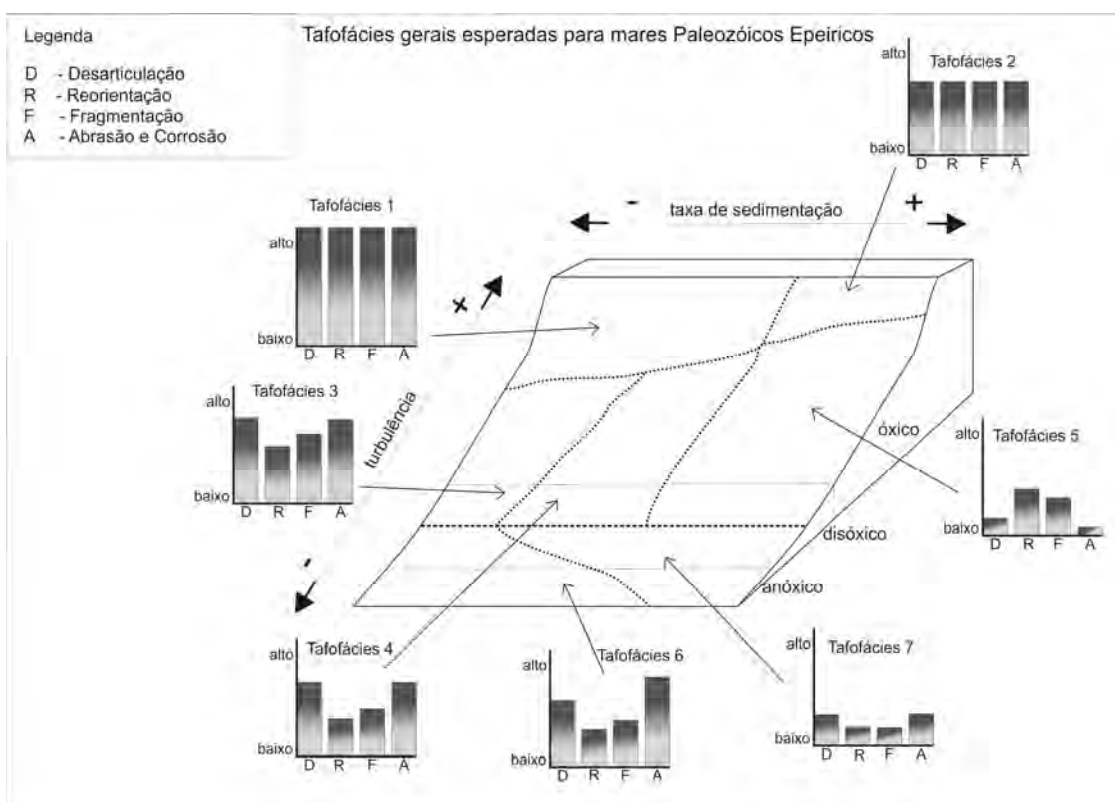 Tafofácies gerais esperadas para mares Paleozóicos Epeíricos
Legenda
D - Desarticulação
R - Reorientação
F - Fragmentação
A - Abrasão e Corrosão
Tafofácies 2
alto
baixo
D R F A
Tafofácies 1
alto
baixo
D R F A
- taxa de sedimentação +
+
turbulência
-
Tafofácies 3
alto
baixo
D R F A
óxico
disóxico
anóxico
Tafofácies 5
alto
baixo
D R F A
Tafofácies 4
alto
baixo
D R F A
Tafofácies 6
alto
baixo
D R F A
Tafofácies 7
alto
baixo
D R F A